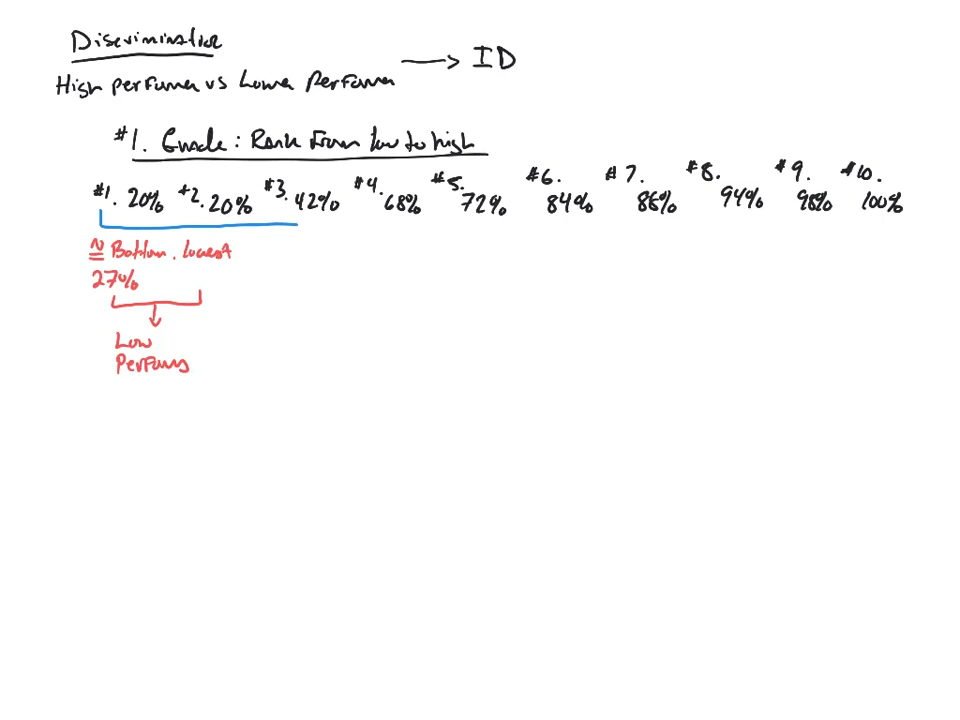 Discrimination → ID
High performer vs Lower Performer
#1. Grade: Rank from low to high
#1. 20% #2. 20% #3. 42% #4. 68% #5. 72% #6. 84% #7. 86% #8. 94% #9. 98% #10. 100%
≅ Bottom. lowest
27%
Low
Performers